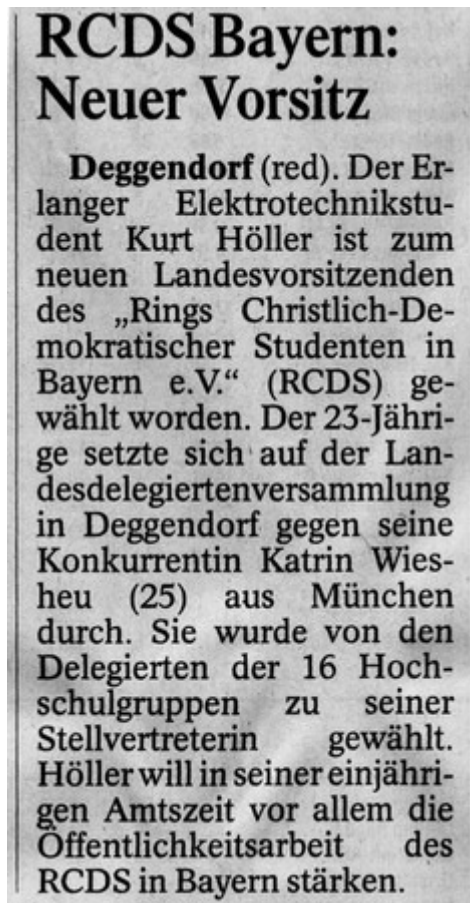 RCDS Bayern:
Neuer Vorsitz
Deggendorf (red). Der Er-
langer Elektrotechnikstu-
dent Kurt Höller ist zum
neuen Landesvorsitzenden
des „Rings Christlich-De-
mokratischer Studenten in
Bayern e.V.“ (RCDS) ge-
wählt worden. Der 23-Jähri-
ge setzte sich auf der Lan-
desdelegiertenversammlung
in Deggendorf gegen seine
Konkurrentin Katrin Wies-
heu (25) aus München
durch. Sie wurde von den
Delegierten der 16 Hoch-
schulgruppen zu seiner
Stellvertreterin gewählt.
Höller will in seiner einjähri-
gen Amtszeit vor allem die
Öffentlichkeitsarbeit des
RCDS in Bayern stärken.